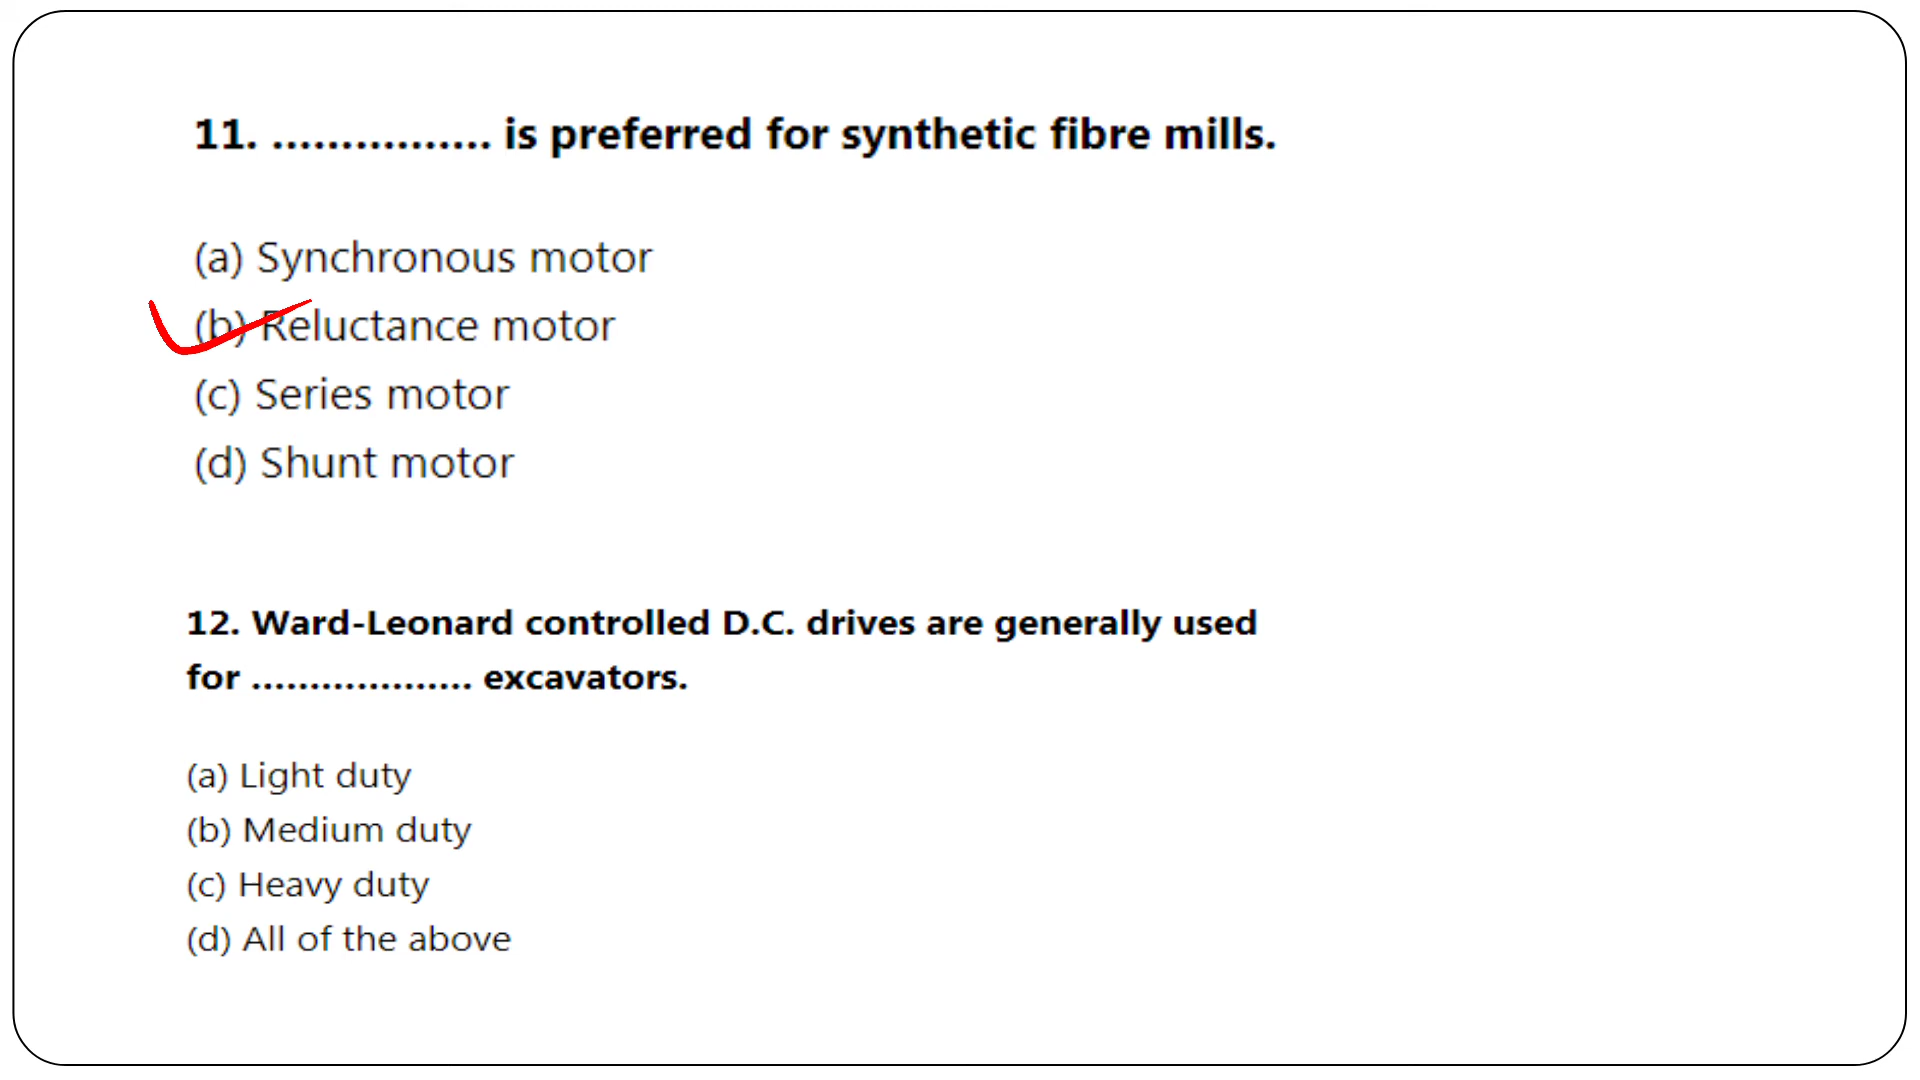 11. ................ is preferred for synthetic fibre mills.
(a) Synchronous motor
(b) Reluctance motor
(c) Series motor
(d) Shunt motor
12. Ward-Leonard controlled D.C. drives are generally used
for ................... excavators.
(a) Light duty
(b) Medium duty
(c) Heavy duty
(d) All of the above